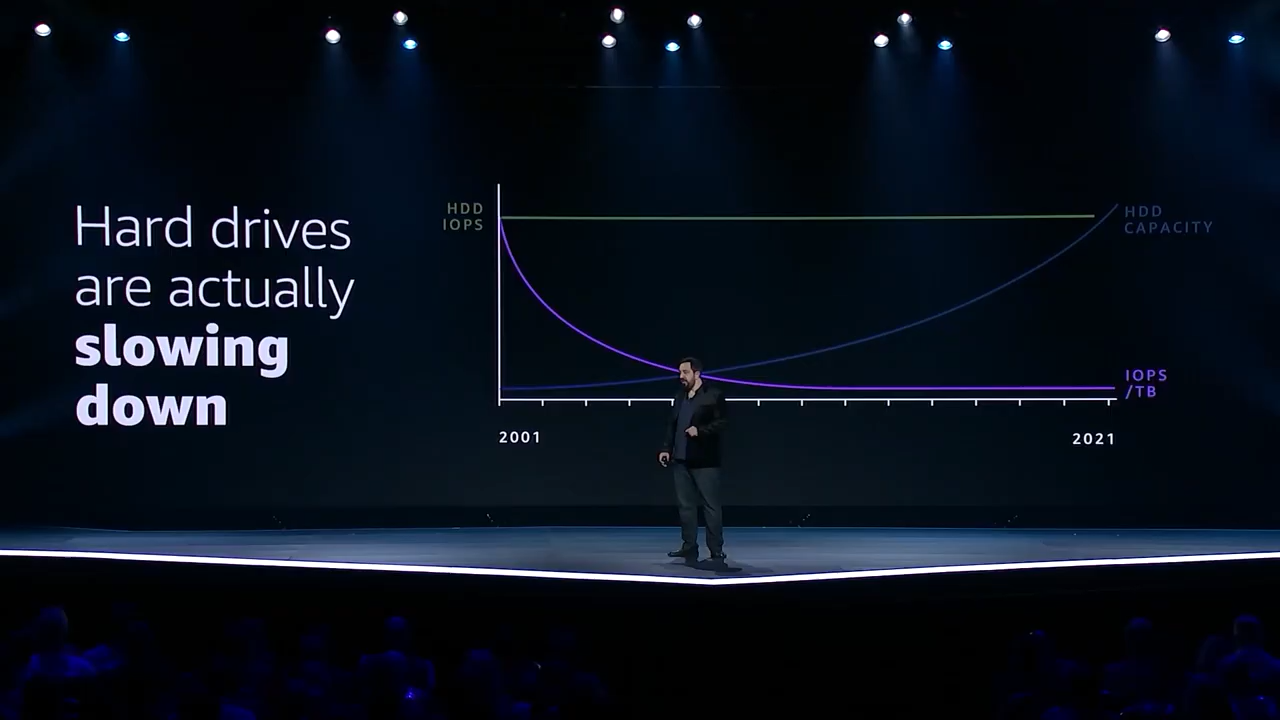 Hard drives
are actually
slowing
down
HDD
IOPS
HDD
CAPACITY
IOPS
/TB
2001
2021